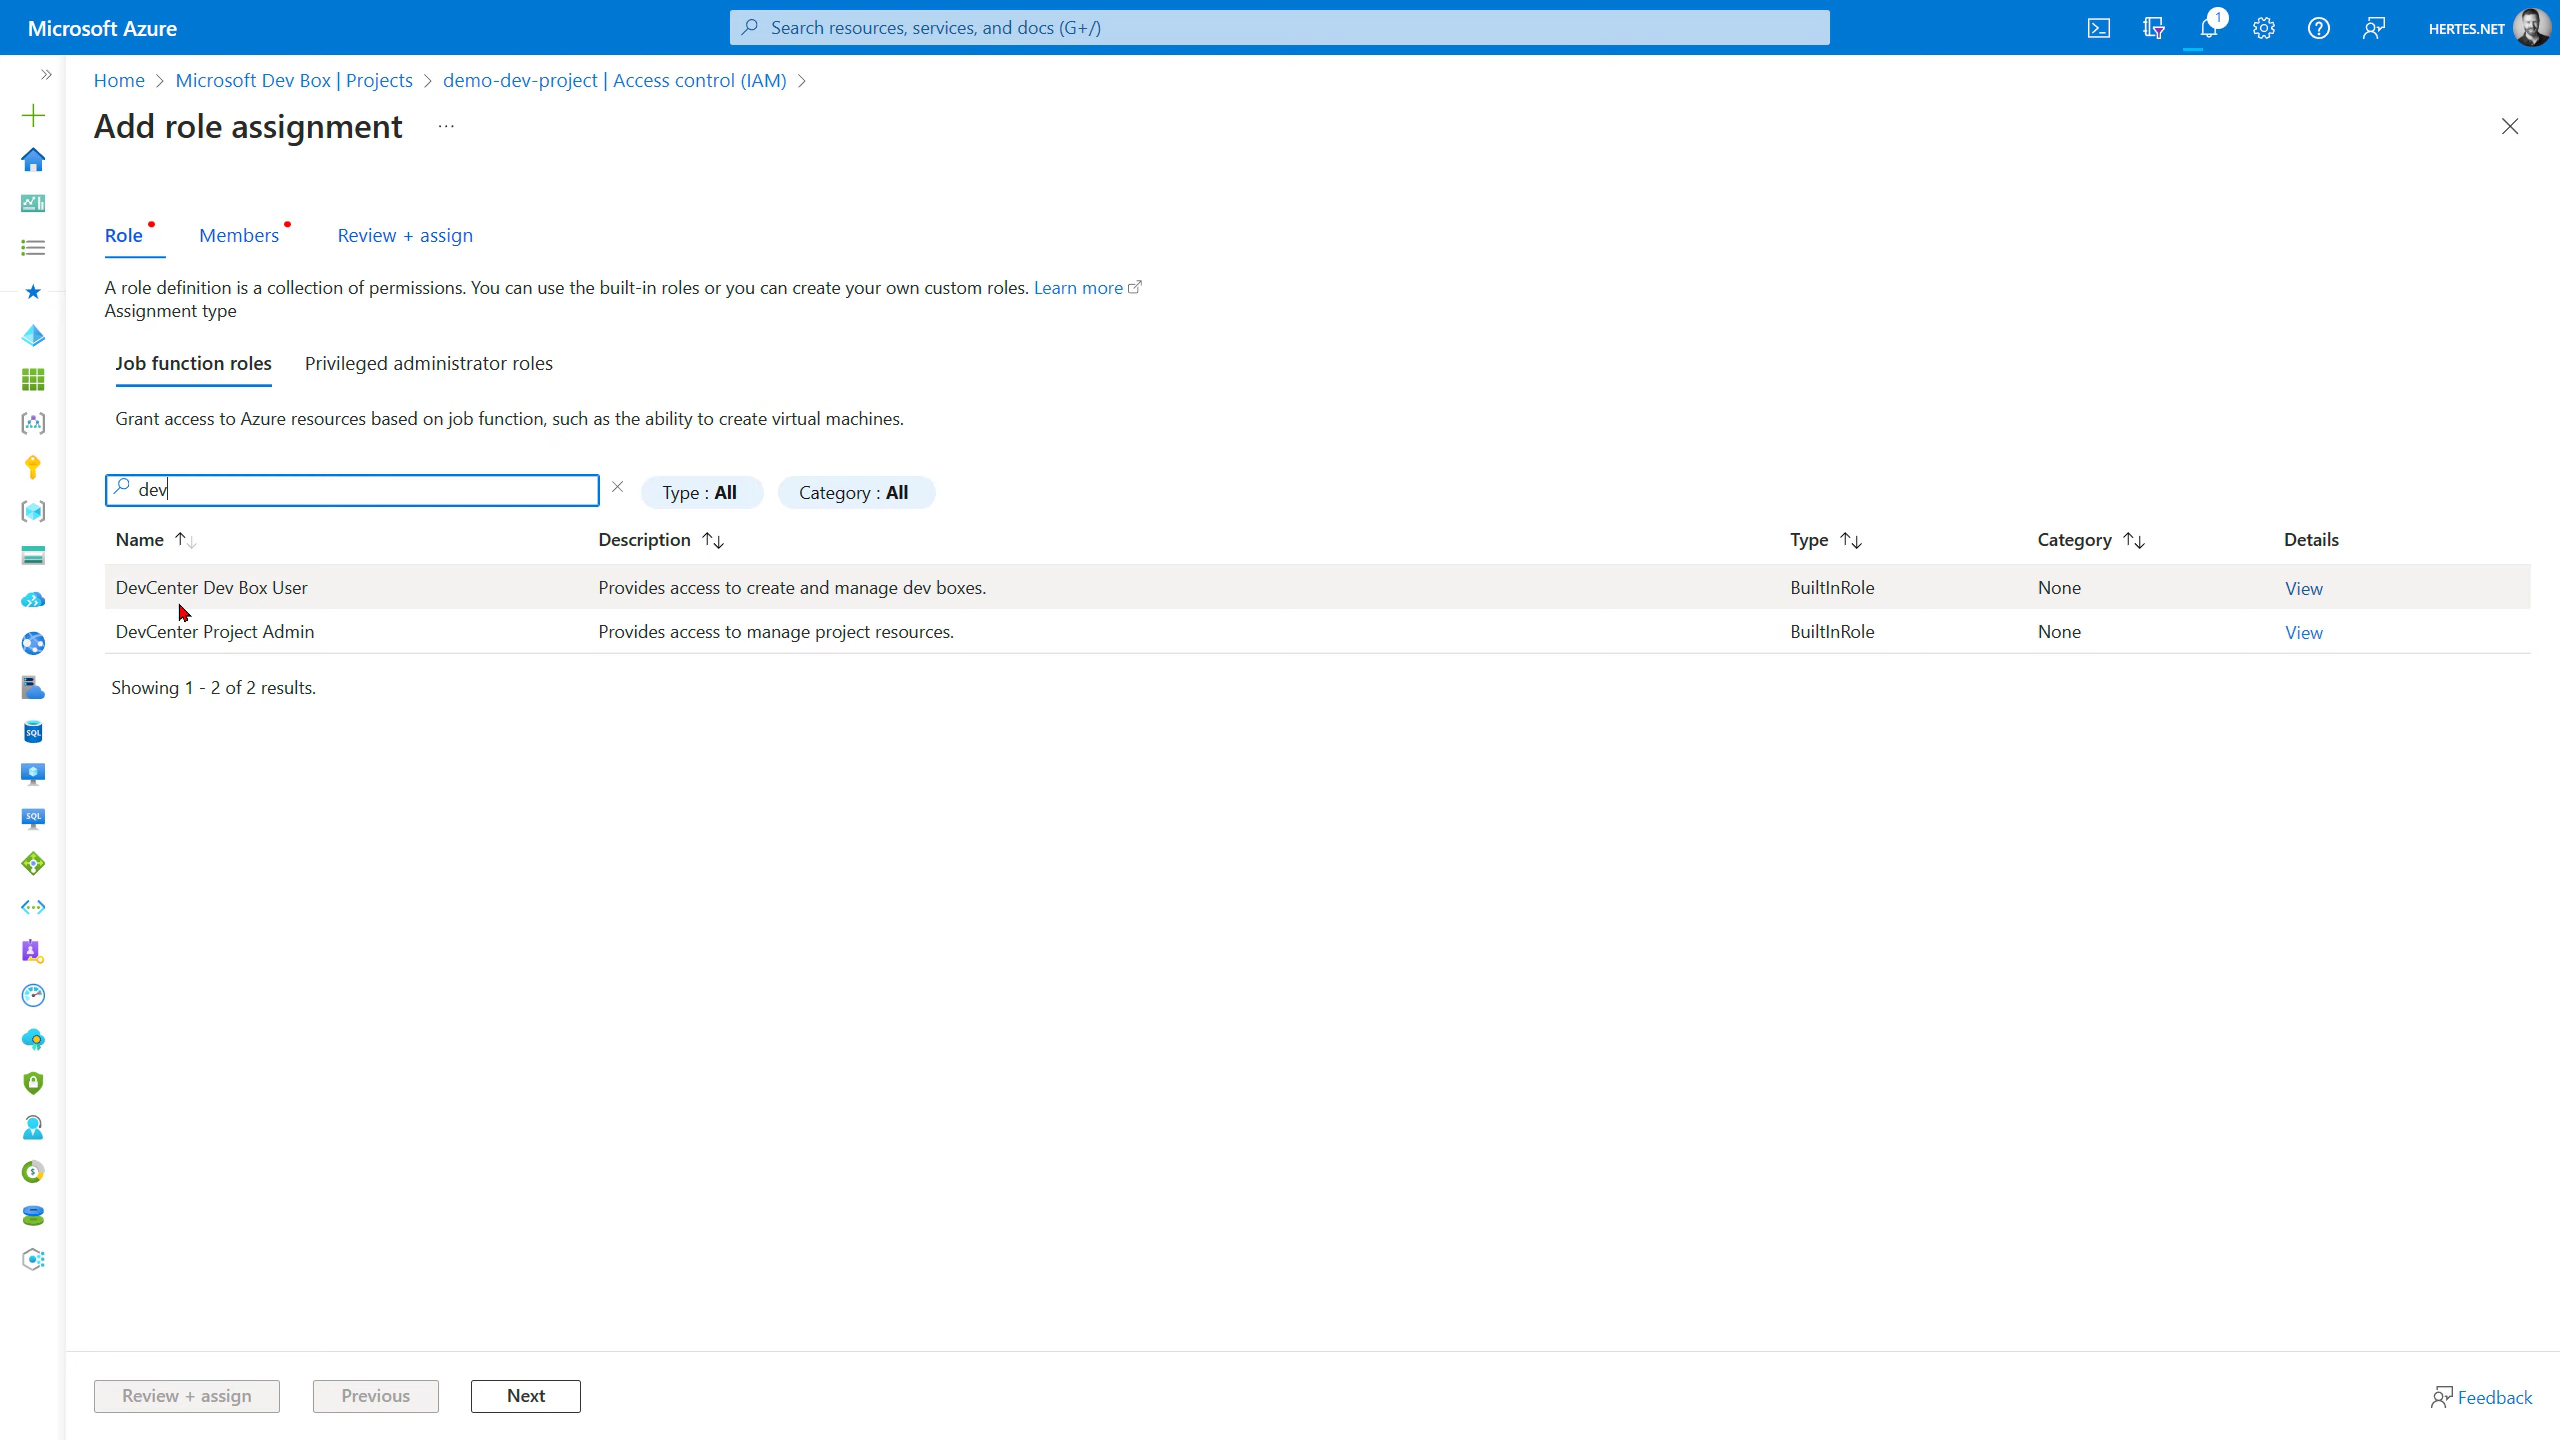 Microsoft Azure
Search resources, services, and docs (G+/)
1
HERTES.NET
Home > Microsoft Dev Box | Projects > demo-dev-project | Access control (IAM) >
Add role assignment ...
Role
Members
Review + assign
A role definition is a collection of permissions. You can use the built-in roles or you can create your own custom roles. Learn more
Assignment type
Job function roles
Privileged administrator roles
Grant access to Azure resources based on job function, such as the ability to create virtual machines.
dev
Type : All
Category : All
Name Description Type Category Details
DevCenter Dev Box User Provides access to create and manage dev boxes. BuiltInRole None View
DevCenter Project Admin Provides access to manage project resources. BuiltInRole None View
Showing 1 - 2 of 2 results.
SQL
SQL
Review + assign
Previous
Next
Feedback